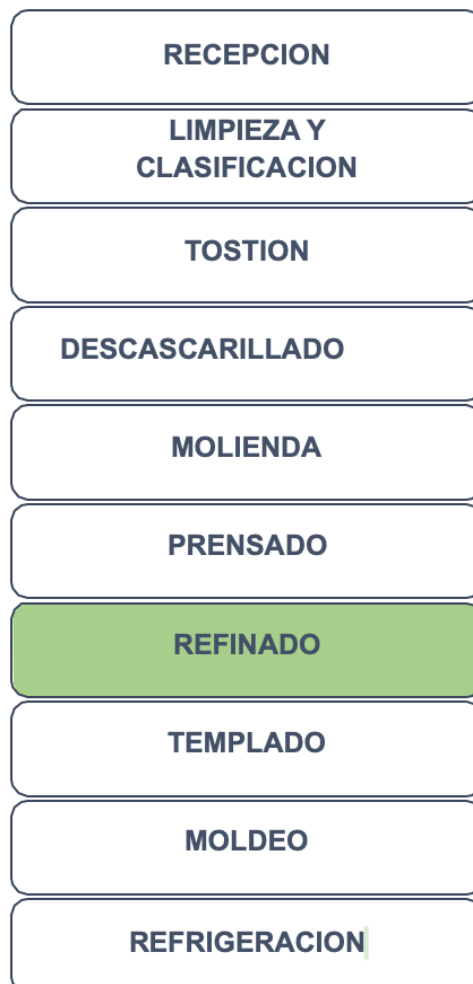 RECEPCION
LIMPIEZA Y
CLASIFICACION
TOSTION
DESCASCARILLADO
MOLIENDA
PRENSADO
REFINADO
TEMPLADO
MOLDEO
REFRIGERACION